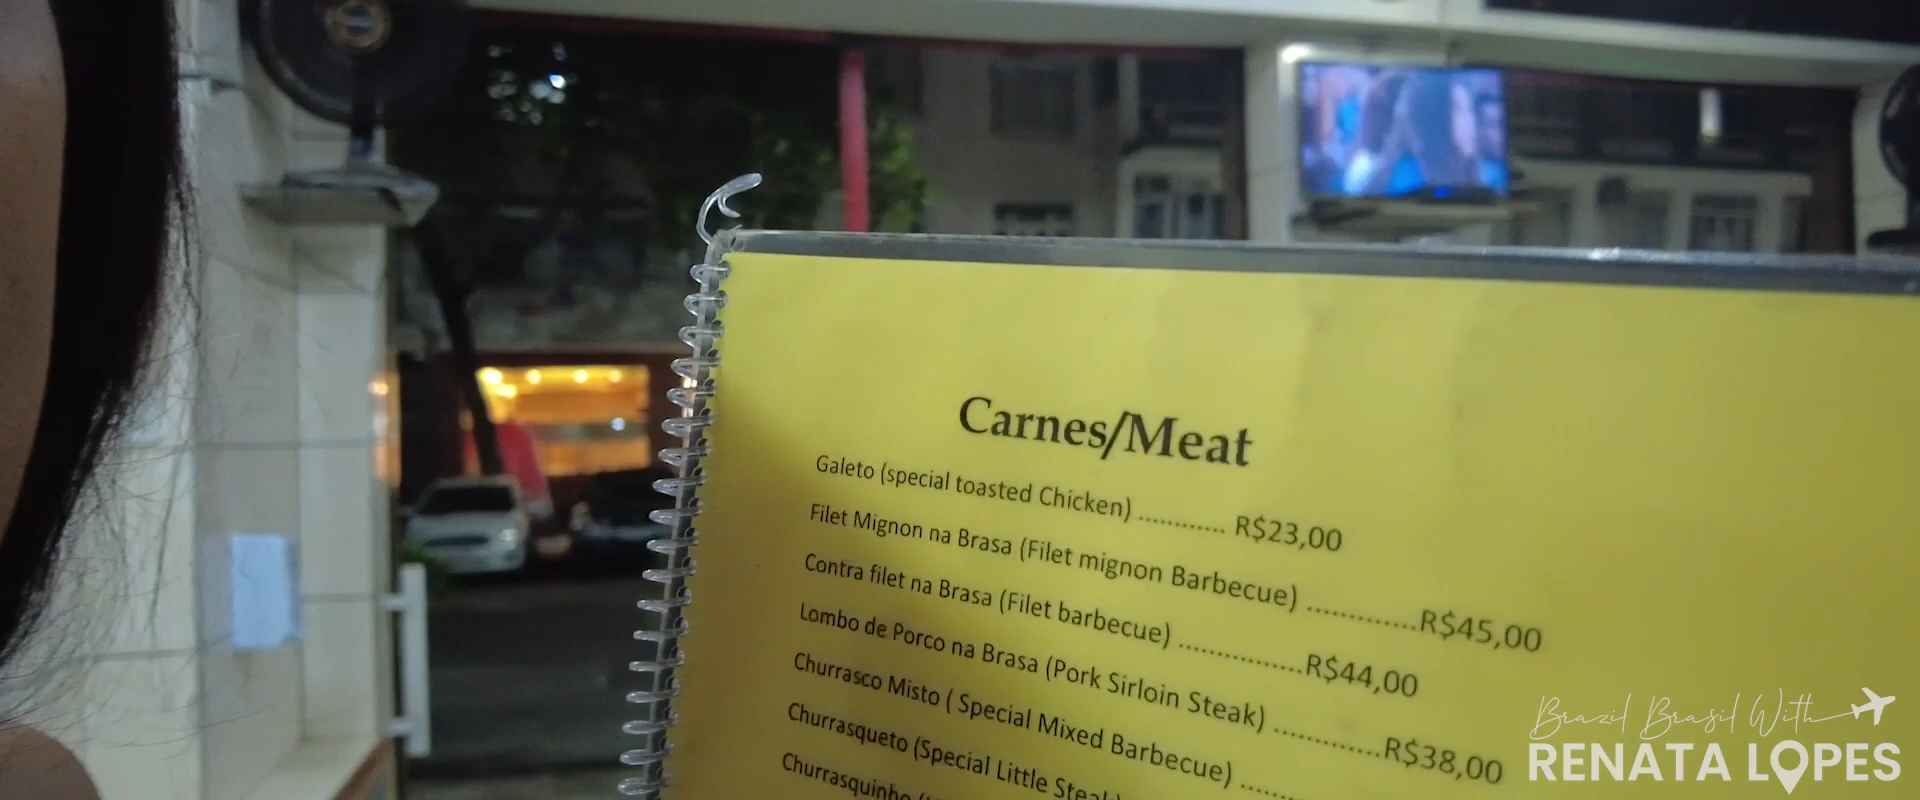 Carnes/Meat
Galeto (special toasted Chicken) ............ R$23,00
Filet Mignon na Brasa (Filet mignon Barbecue) ............R$45,00
Contra filet na Brasa (Filet barbecue) ................R$44,00
Lombo de Porco na Brasa (Pork Sirloin Steak) .............R$38,00
Churrasco Misto ( Special Mixed Barbecue) ......
Churrasqueto (Special Little Steak)
Churrasquinho
Brazil Brasil With
RENATA LOPES